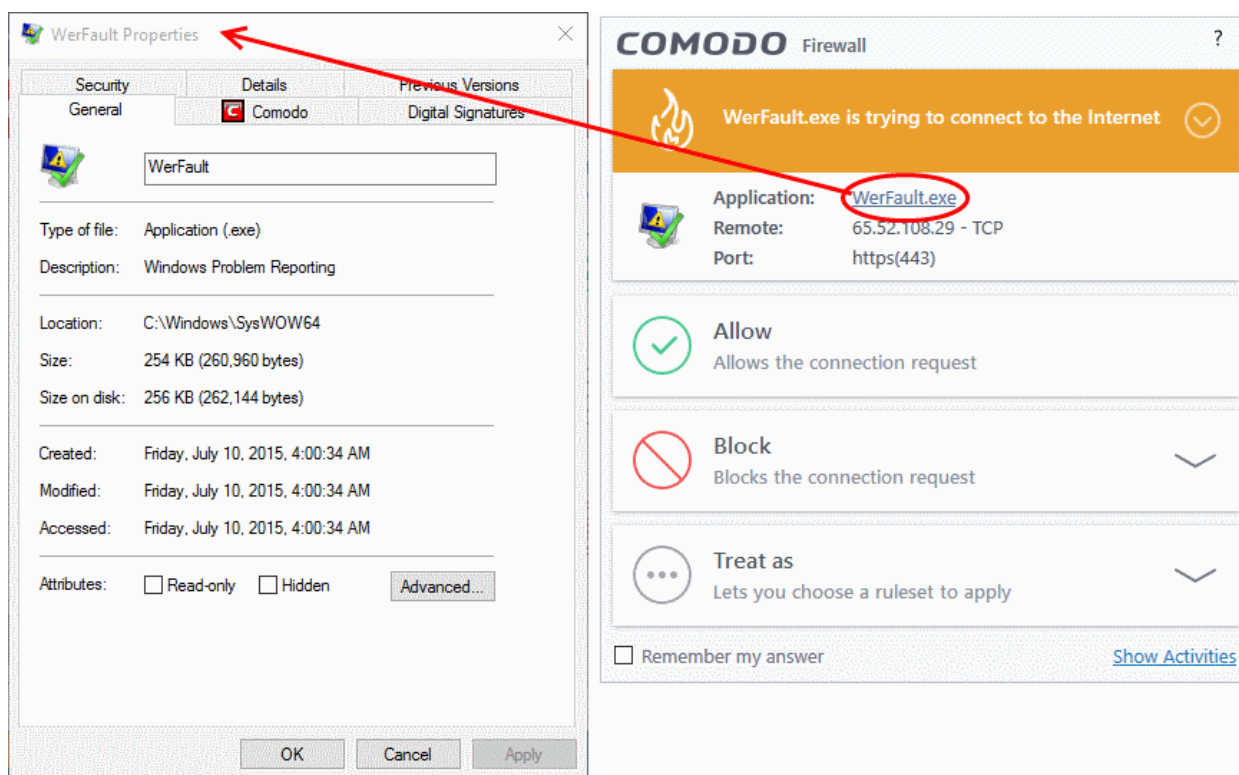 WerFault Properties
Security Details Previous Versions
General Comodo Digital Signatures
WerFault
Type of file: Application (.exe)
Description: Windows Problem Reporting
Location: C:\Windows\SysWOW64
Size: 254 KB (260,960 bytes)
Size on disk: 256 KB (262,144 bytes)
Created: Friday, July 10, 2015, 4:00:34 AM
Modified: Friday, July 10, 2015, 4:00:34 AM
Accessed: Friday, July 10, 2015, 4:00:34 AM
Attributes: Read-only Hidden Advanced...
OK Cancel Apply
COMODO Firewall ?
WerFault.exe is trying to connect to the Internet
Application: WerFault.exe
Remote: 65.52.108.29 - TCP
Port: https(443)
Allow
Allows the connection request
Block
Blocks the connection request
Treat as
Lets you choose a ruleset to apply
Remember my answer Show Activities